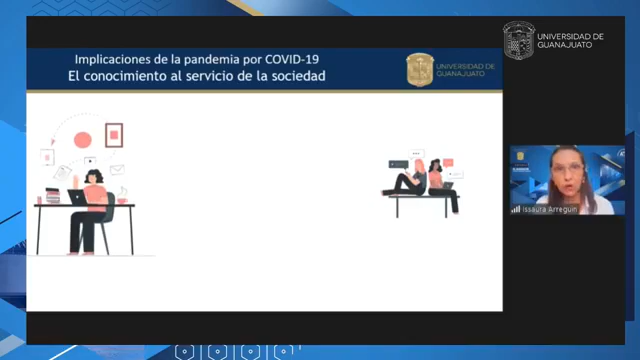 Implicaciones de la pandemia por COVID-19
El conocimiento al servicio de la sociedad
UNIVERSIDAD DE
GUANAJUATO
UNIVERSIDAD DE
GUANAJUATO
Issaura Arreguin